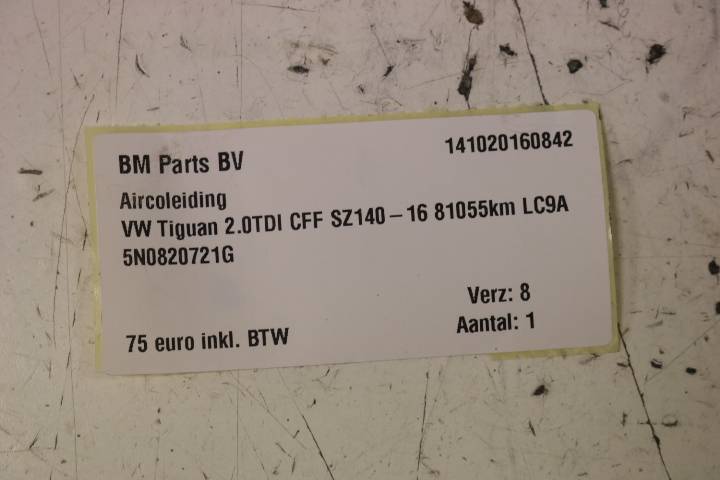 BM Parts BV 141020160842
Aircoleiding
VW Tiguan 2.0TDI CFF SZ140-16 81055km LC9A
5N0820721G
Verz: 8
75 euro inkl. BTW Aantal: 1